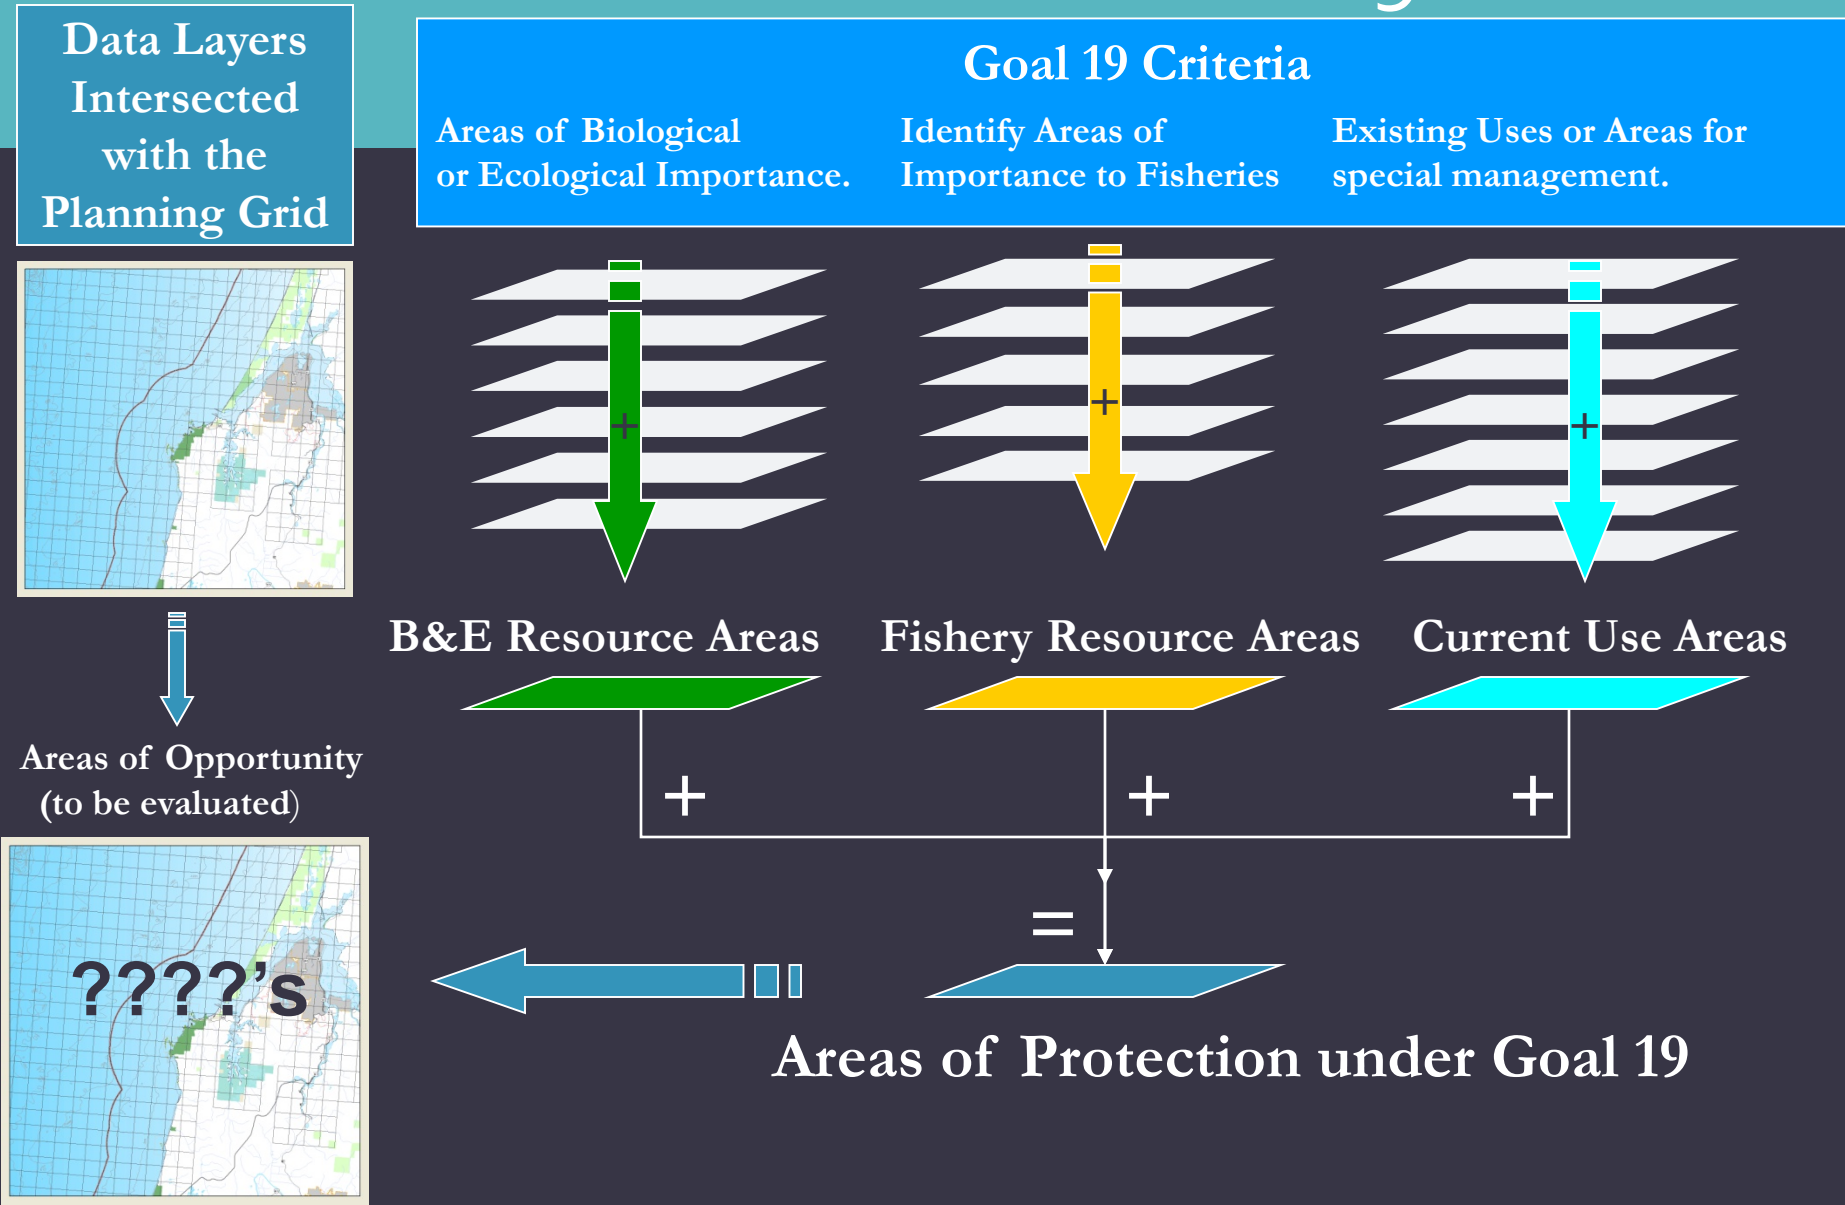 Data Layers
Intersected
with the
Planning Grid
Goal 19 Criteria
Areas of Biological
or Ecological Importance.
Identify Areas of
Importance to Fisheries
Existing Uses or Areas for
special management.
+
+
+
B&E Resource Areas
Fishery Resource Areas
Current Use Areas
Areas of Opportunity
(to be evaluated)
+
+
+
=
????'s
Areas of Protection under Goal 19